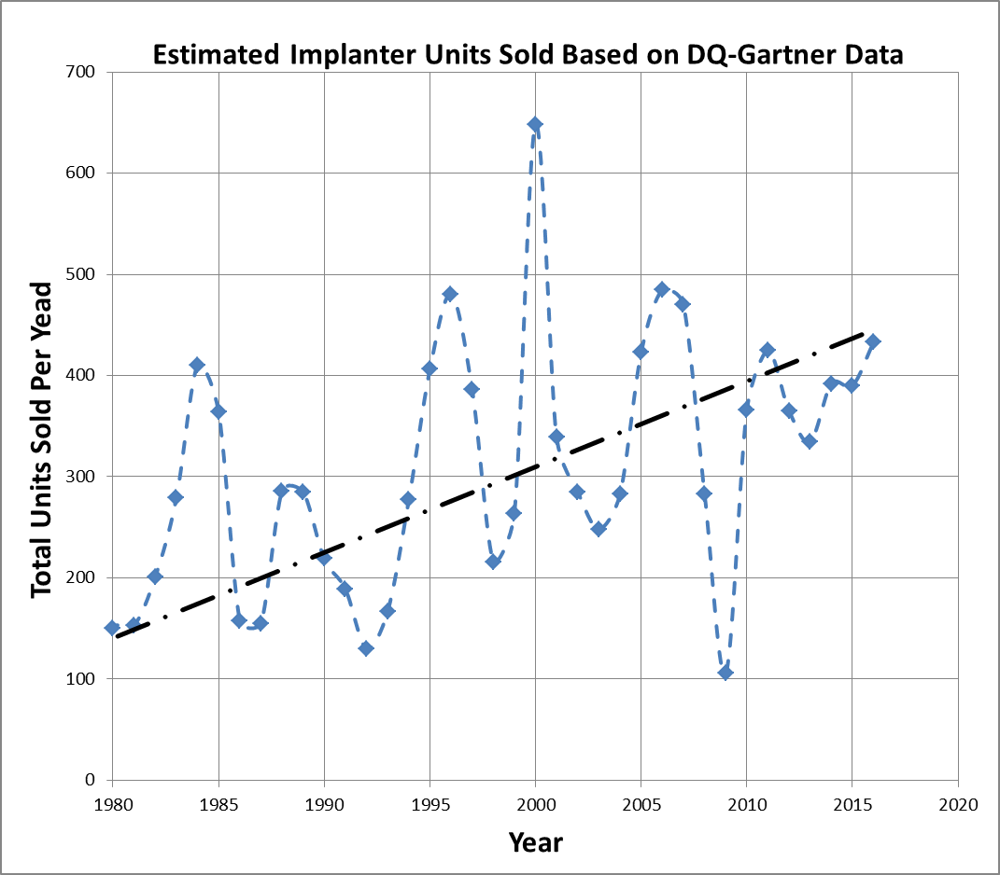 Estimated Implanter Units Sold Based on DQ-Gartner Data
Total Units Sold Per Yead
700
600
500
400
300
200
100
0
1980 1985 1990 1995 2000 2005 2010 2015 2020
Year